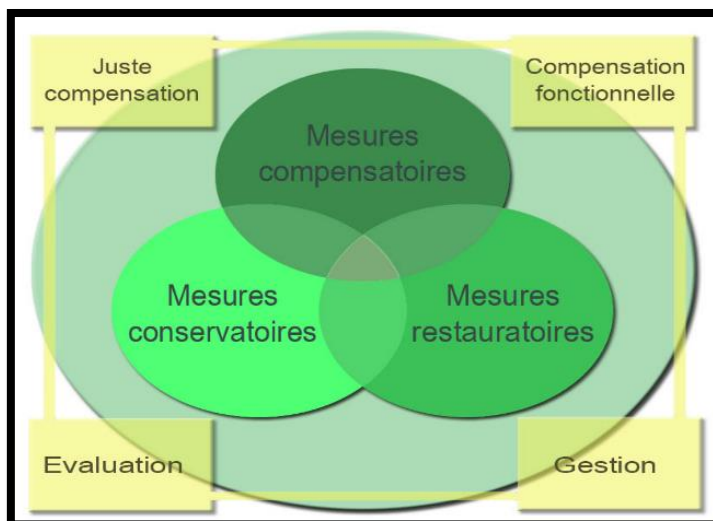 Juste
compensation
Compensation
fonctionnelle
Mesures
compensatoires
Mesures
conservatoires
Mesures
restauratoires
Evaluation
Gestion